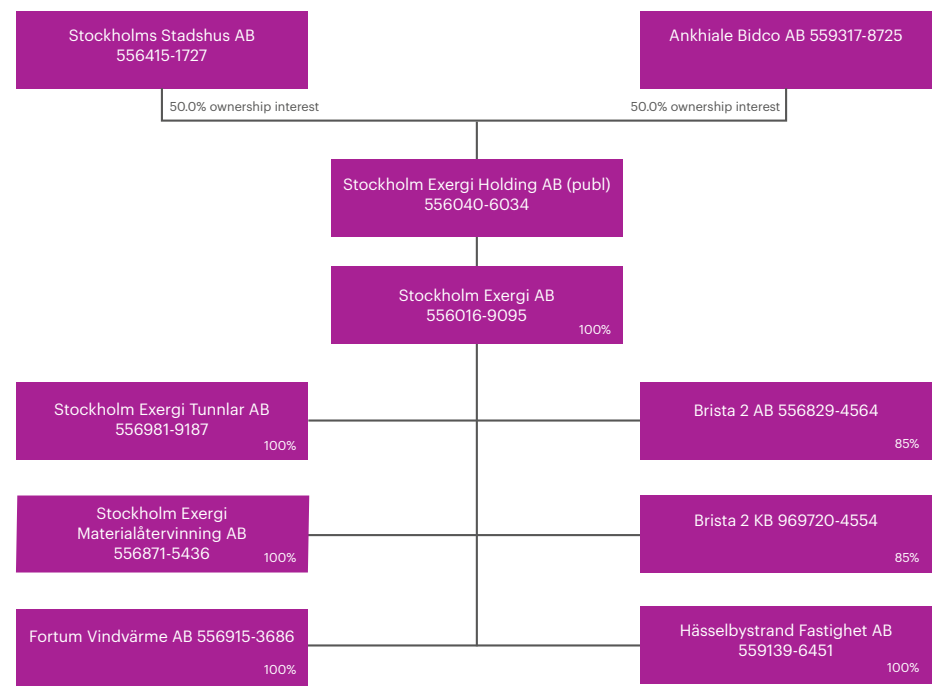 Stockholms Stadshus AB
556415-1727
Ankhiale Bidco AB 559317-8725
50.0% ownership interest
50.0% ownership interest
Stockholm Exergi Holding AB (publ)
556040-6034
Stockholm Exergi AB
556016-9095
100%
Stockholm Exergi Tunnlar AB
556981-9187
100%
Brista 2 AB 556829-4564
85%
Stockholm Exergi
Materialåtervinning AB
556871-5436
100%
Brista 2 KB 969720-4554
85%
Fortum Vindvärme AB 556915-3686
100%
Hässelbystrand Fastighet AB
559139-6451
100%